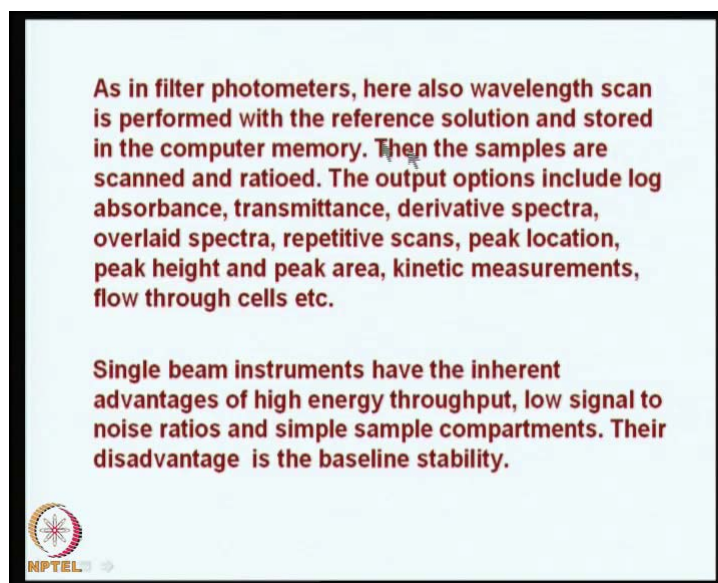 As in filter photometers, here also wavelength scan
is performed with the reference solution and stored
in the computer memory. Then the samples are
scanned and ratioed. The output options include log
absorbance, transmittance, derivative spectra,
overlaid spectra, repetitive scans, peak location,
peak height and peak area, kinetic measurements,
flow through cells etc.
Single beam instruments have the inherent
advantages of high energy throughput, low signal to
noise ratios and simple sample compartments. Their
disadvantage is the baseline stability.
NPTEL